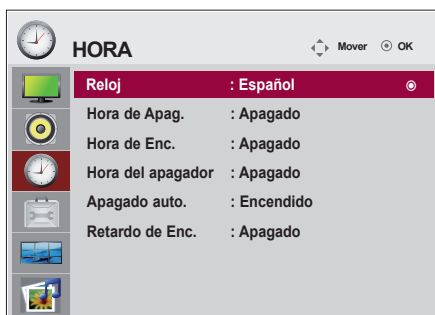 HORA
Mover OK
Reloj : Español
Hora de Apag. : Apagado
Hora de Enc. : Apagado
Hora del apagador : Apagado
Apagado auto. : Encendido
Retardo de Enc. : Apagado